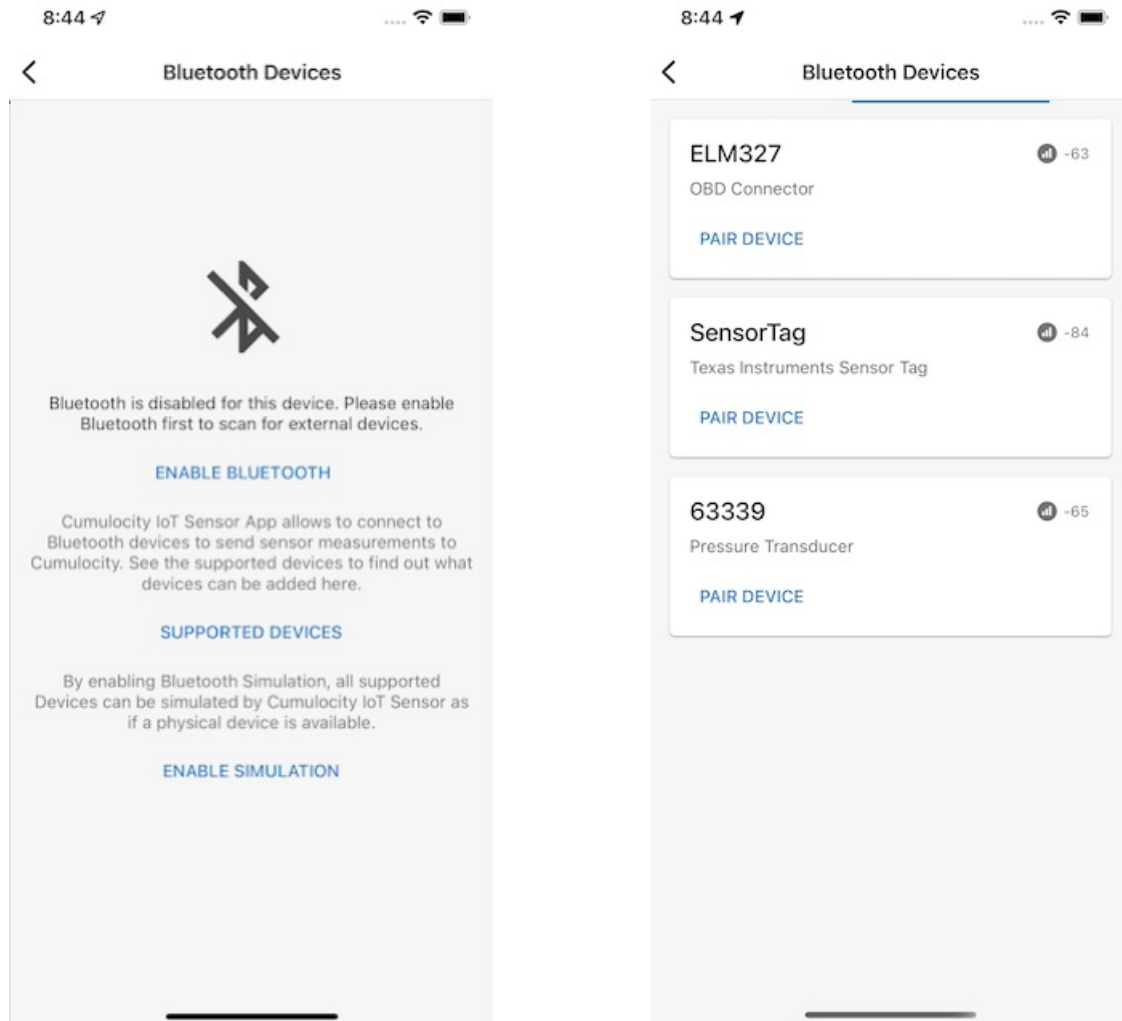 8:44
Bluetooth Devices
Bluetooth is disabled for this device. Please enable
Bluetooth first to scan for external devices.
ENABLE BLUETOOTH
Cumulocity IoT Sensor App allows to connect to
Bluetooth devices to send sensor measurements to
Cumulocity. See the supported devices to find out what
devices can be added here.
SUPPORTED DEVICES
By enabling Bluetooth Simulation, all supported
Devices can be simulated by Cumulocity IoT Sensor as
if a physical device is available.
ENABLE SIMULATION
8:44
Bluetooth Devices
ELM327
-63
OBD Connector
PAIR DEVICE
SensorTag
-84
Texas Instruments Sensor Tag
PAIR DEVICE
63339
-65
Pressure Transducer
PAIR DEVICE